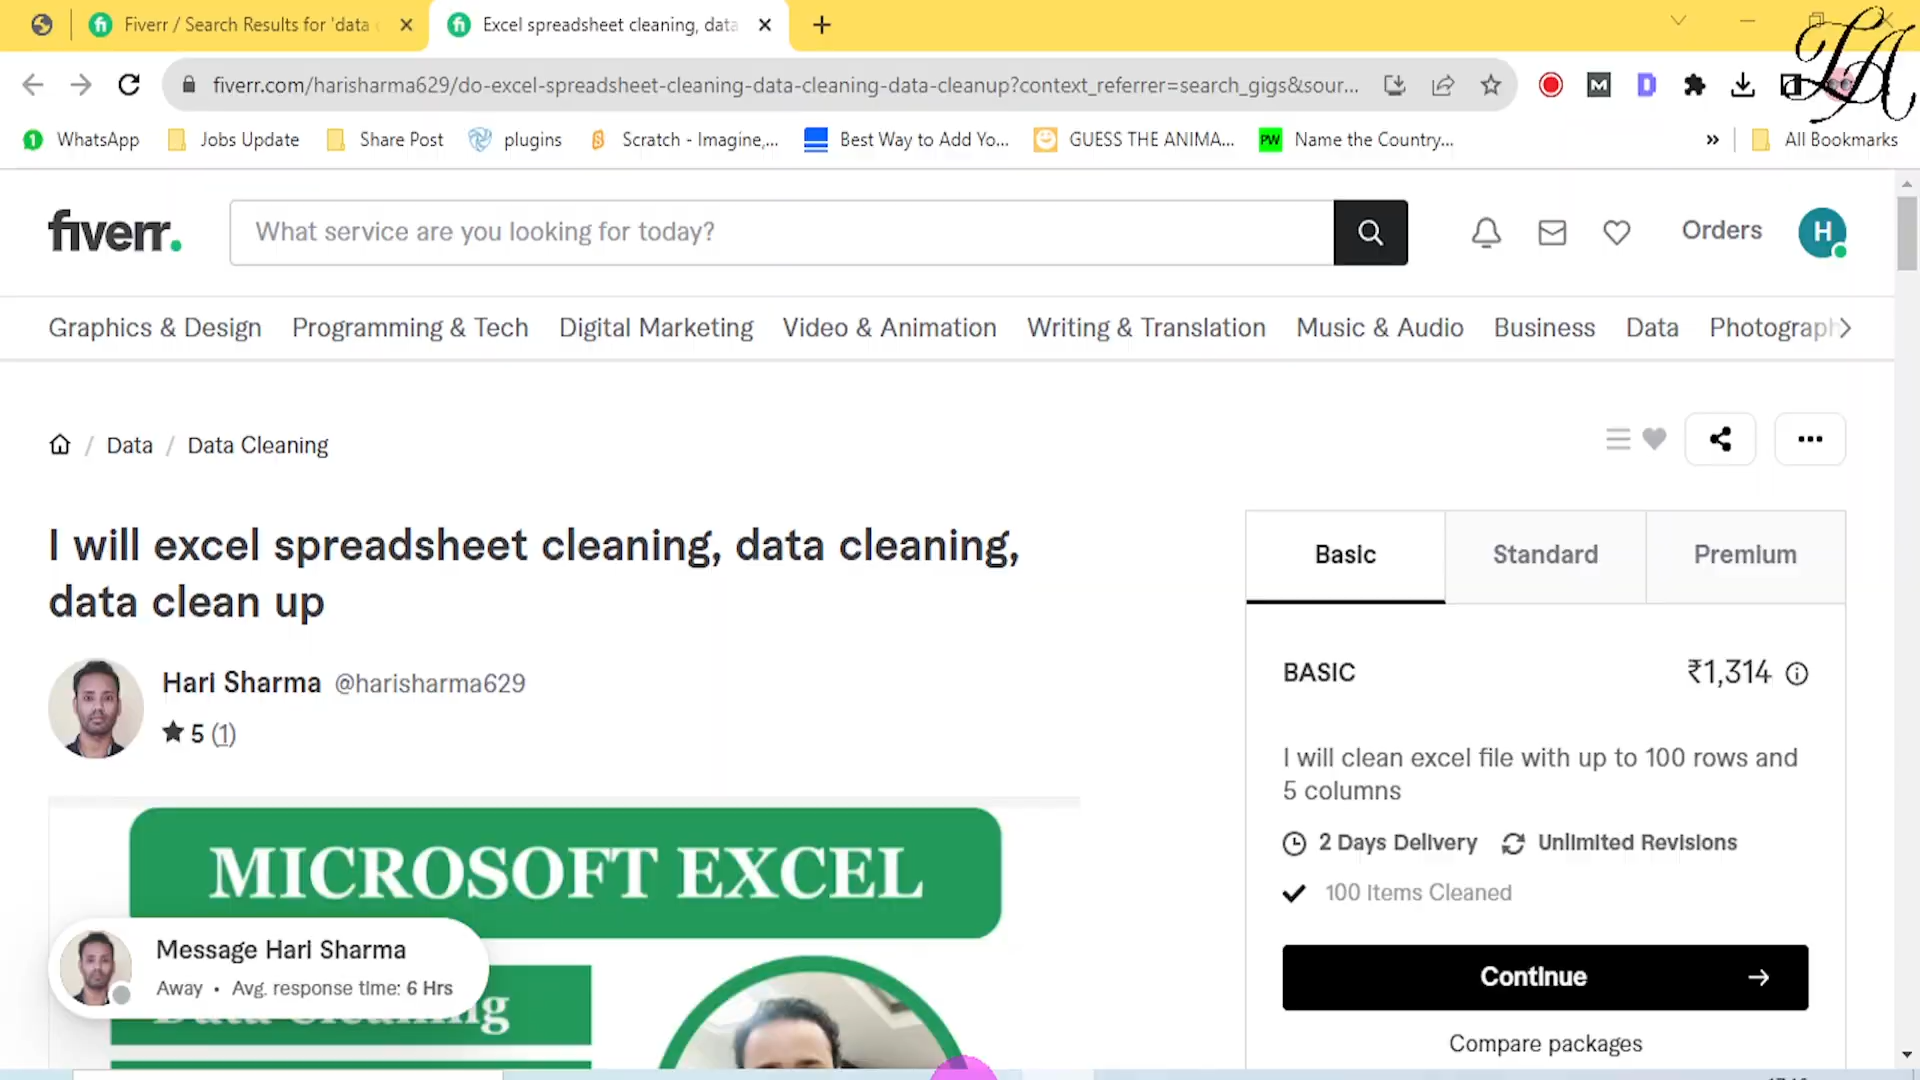 Fiverr / Search Results for 'data
Excel spreadsheet cleaning, data
fiverr.com/harisharma629/do-excel-spreadsheet-cleaning-data-cleaning-data-cleanup?context_referrer=search_gigs&sour...
WhatsApp
Jobs Update
Share Post
plugins
Scratch - Imagine,...
Best Way to Add Yo...
GUESS THE ANIMA...
PW
Name the Country...
»
All Bookmarks
LA
fiverr.
What service are you looking for today?
Orders
H
Graphics & Design
Programming & Tech
Digital Marketing
Video & Animation
Writing & Translation
Music & Audio
Business
Data
Photograph
/ Data / Data Cleaning
I will excel spreadsheet cleaning, data cleaning,
data clean up
Hari Sharma @harisharma629
5 (1)
MICROSOFT EXCEL
Message Hari Sharma
Away • Avg. response time: 6 Hrs
Data Cleaning
Basic
Standard
Premium
BASIC
₹1,314
I will clean excel file with up to 100 rows and
5 columns
2 Days Delivery
Unlimited Revisions
100 Items Cleaned
Continue
Compare packages